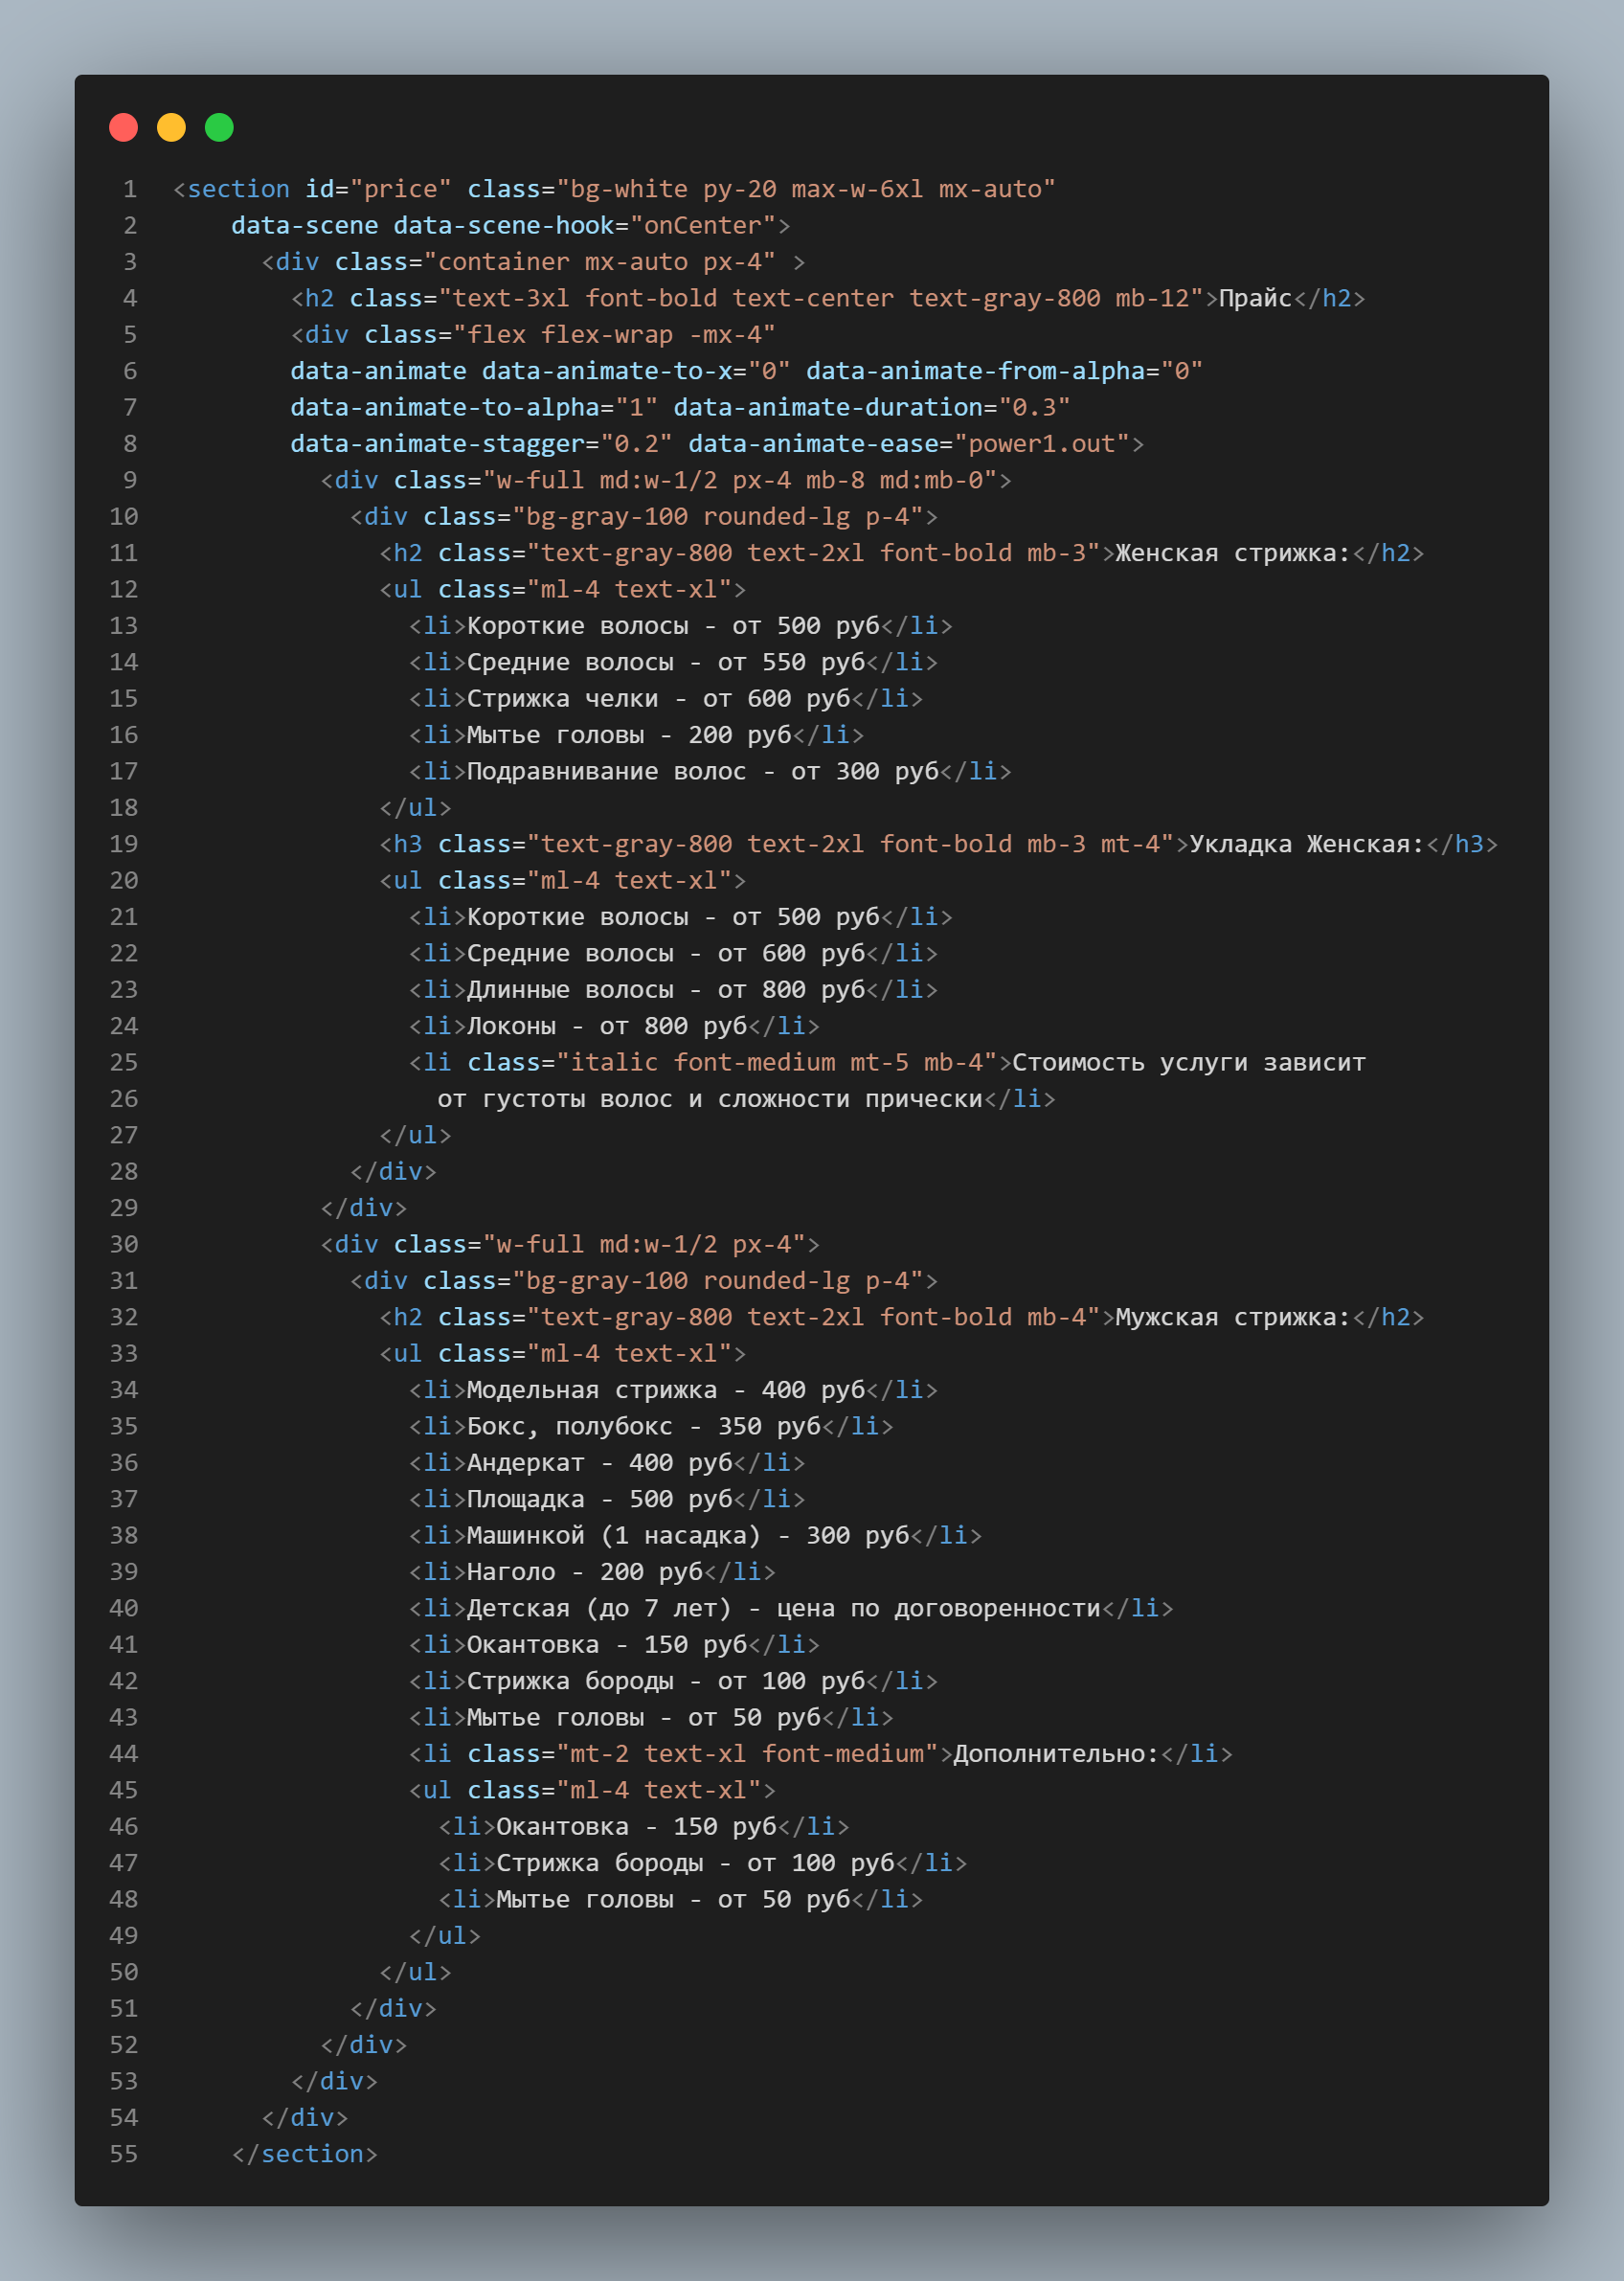 1 <section id="price" class="bg-white py-20 max-w-6xl mx-auto"
2 data-scene data-scene-hook="onCenter">
3 <div class="container mx-auto px-4" >
4 <h2 class="text-3xl font-bold text-center text-gray-800 mb-12">Прайс</h2>
5 <div class="flex flex-wrap -mx-4"
6 data-animate data-animate-to-x="0" data-animate-from-alpha="0"
7 data-animate-to-alpha="1" data-animate-duration="0.3"
8 data-animate-stagger="0.2" data-animate-ease="power1.out">
9 <div class="w-full md:w-1/2 px-4 mb-8 md:mb-0">
10 <div class="bg-gray-100 rounded-lg p-4">
11 <h2 class="text-gray-800 text-2xl font-bold mb-3">Женская стрижка:</h2>
12 <ul class="ml-4 text-xl">
13 <li>Короткие волосы - от 500 руб</li>
14 <li>Средние волосы - от 550 руб</li>
15 <li>Стрижка челки - от 600 руб</li>
16 <li>Мытье головы - 200 руб</li>
17 <li>Подравнивание волос - от 300 руб</li>
18 </ul>
19 <h3 class="text-gray-800 text-2xl font-bold mb-3 mt-4">Укладка Женская:</h3>
20 <ul class="ml-4 text-xl">
21 <li>Короткие волосы - от 500 руб</li>
22 <li>Средние волосы - от 600 руб</li>
23 <li>Длинные волосы - от 800 руб</li>
24 <li>Локоны - от 800 руб</li>
25 <li class="italic font-medium mt-5 mb-4">Стоимость услуги зависит
26 от густоты волос и сложности прически</li>
27 </ul>
28 </div>
29 </div>
30 <div class="w-full md:w-1/2 px-4">
31 <div class="bg-gray-100 rounded-lg p-4">
32 <h2 class="text-gray-800 text-2xl font-bold mb-4">Мужская стрижка:</h2>
33 <ul class="ml-4 text-xl">
34 <li>Модельная стрижка - 400 руб</li>
35 <li>Бокс, полубокс - 350 руб</li>
36 <li>Андеркат - 400 руб</li>
37 <li>Площадка - 500 руб</li>
38 <li>Машинкой (1 насадка) - 300 руб</li>
39 <li>Наголо - 200 руб</li>
40 <li>Детская (до 7 лет) - цена по договоренности</li>
41 <li>Окантовка - 150 руб</li>
42 <li>Стрижка бороды - от 100 руб</li>
43 <li>Мытье головы - от 50 руб</li>
44 <li class="mt-2 text-xl font-medium">Дополнительно:</li>
45 <ul class="ml-4 text-xl">
46 <li>Окантовка - 150 руб</li>
47 <li>Стрижка бороды - от 100 руб</li>
48 <li>Мытье головы - от 50 руб</li>
49 </ul>
50 </ul>
51 </div>
52 </div>
53 </div>
54 </div>
55 </section>